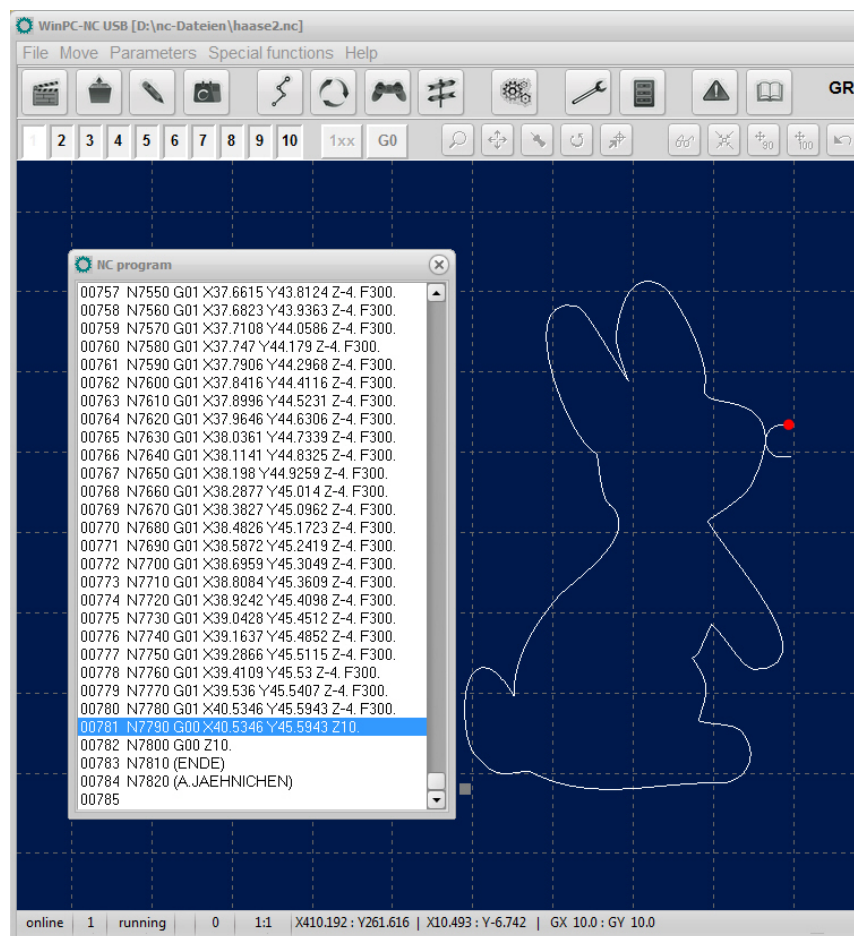 WinPC-NC USB [D:\nc-Dateien\haase2.nc]
File Move Parameters Special functions Help
GR
1 2 3 4 5 6 7 8 9 10 1xx G0 90 100
NC program
00757 N7550 G01 X37.6615 Y43.8124 Z-4. F300.
00758 N7560 G01 X37.6823 Y43.9363 Z-4. F300.
00759 N7570 G01 X37.7108 Y44.0586 Z-4. F300.
00760 N7580 G01 X37.747 Y44.179 Z-4. F300.
00761 N7590 G01 X37.7906 Y44.2968 Z-4. F300.
00762 N7600 G01 X37.8416 Y44.4116 Z-4. F300.
00763 N7610 G01 X37.8996 Y44.5231 Z-4. F300.
00764 N7620 G01 X37.9646 Y44.6306 Z-4. F300.
00765 N7630 G01 X38.0361 Y44.7339 Z-4. F300.
00766 N7640 G01 X38.1141 Y44.8325 Z-4. F300.
00767 N7650 G01 X38.198 Y44.9259 Z-4. F300.
00768 N7660 G01 X38.2877 Y45.014 Z-4. F300.
00769 N7670 G01 X38.3827 Y45.0962 Z-4. F300.
00770 N7680 G01 X38.4826 Y45.1723 Z-4. F300.
00771 N7690 G01 X38.5872 Y45.2419 Z-4. F300.
00772 N7700 G01 X38.6959 Y45.3049 Z-4. F300.
00773 N7710 G01 X38.8084 Y45.3609 Z-4. F300.
00774 N7720 G01 X38.9242 Y45.4098 Z-4. F300.
00775 N7730 G01 X39.0428 Y45.4512 Z-4. F300.
00776 N7740 G01 X39.1637 Y45.4852 Z-4. F300.
00777 N7750 G01 X39.2866 Y45.5115 Z-4. F300.
00778 N7760 G01 X39.4109 Y45.53 Z-4. F300.
00779 N7770 G01 X39.536 Y45.5407 Z-4. F300.
00780 N7780 G01 X40.5346 Y45.5943 Z-4. F300.
00781 N7790 G00 X40.5346 Y45.5943 Z10.
00782 N7800 G00 Z10.
00783 N7810 (ENDE)
00784 N7820 (A.JAEHNICHEN)
00785
online 1 running 0 1:1 X410.192 : Y261.616 | X10.493 : Y-6.742 | GX 10.0 : GY 10.0